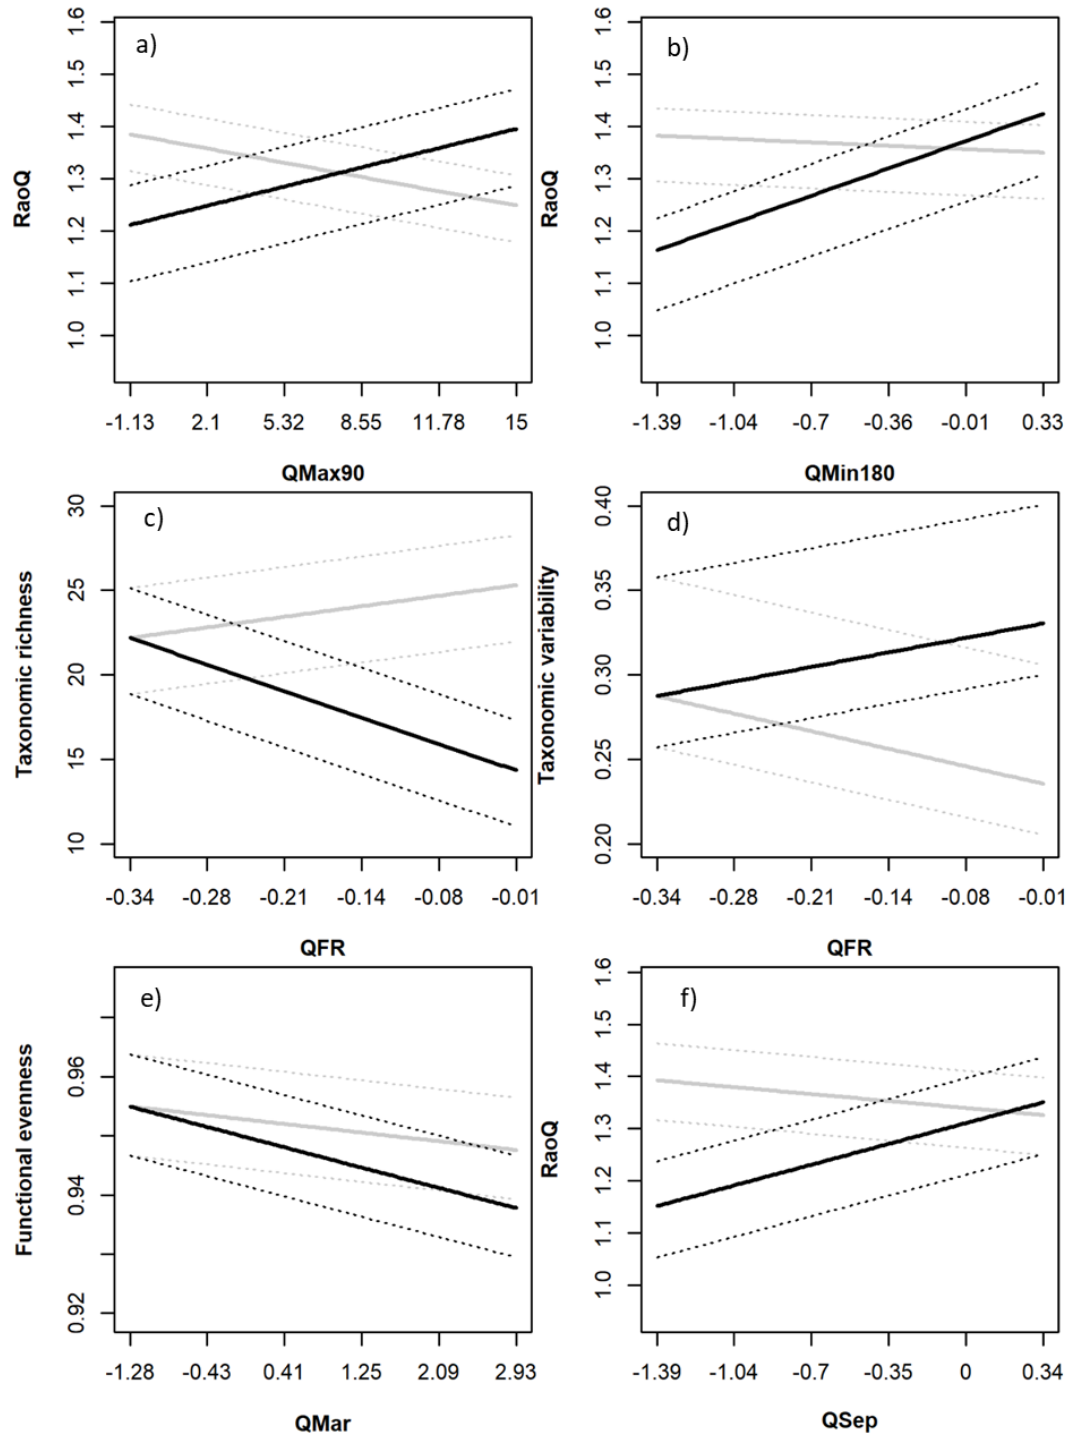 a)
RaoQ
1.6
1.5
1.4
1.3
1.2
1.1
1.0
-1.13 2.1 5.32 8.55 11.78 15
QMax90
b)
RaoQ
1.6
1.5
1.4
1.3
1.2
1.1
1.0
-1.39 -1.04 -0.7 -0.36 -0.01 0.33
QMin180
c)
Taxonomic richness
30
25
20
15
10
-0.34 -0.28 -0.21 -0.14 -0.08 -0.01
QFR
d)
Taxonomic variability
0.40
0.35
0.30
0.25
0.20
-0.34 -0.28 -0.21 -0.14 -0.08 -0.01
QFR
e)
Functional evenness
0.96
0.94
0.92
-1.28 -0.43 0.41 1.25 2.09 2.93
QMar
f)
RaoQ
1.6
1.5
1.4
1.3
1.2
1.1
1.0
-1.39 -1.04 -0.7 -0.35 0 0.34
QSep